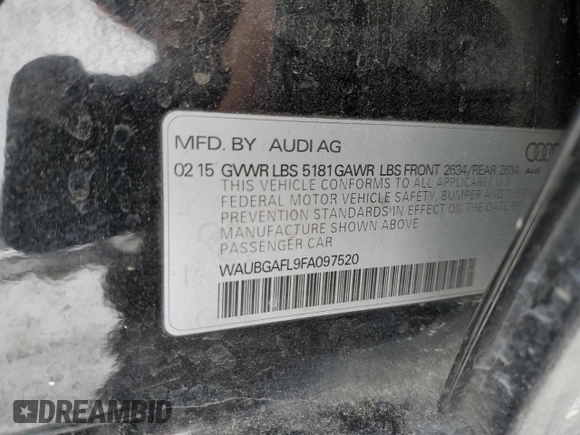 MFD. BY AUDI AG
02 15 GVWR LBS 5181 GAWR LBS FRONT 2634/REAR 2634
Audi
THIS VEHICLE CONFORMS TO ALL APPLICABLE U.S.
FEDERAL MOTOR VEHICLE SAFETY, BUMPER AND THEFT
PREVENTION STANDARDS IN EFFECT ON THE DATE OF
MANUFACTURE SHOWN ABOVE
PASSENGER CAR
WAUBGAFL9FA097520
DREAMBID